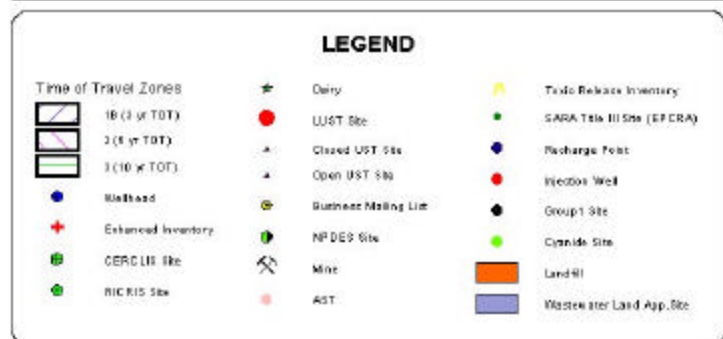 LEGEND
Time of Travel Zones
1B (3 yr TOT)
2 (6 yr TOT)
3 (10 yr TOT)
Wellhead
Enhanced Inventory
CERCLIS Site
RICRIS Site
Dairy
LUST Site
Closed UST Site
Open UST Site
Business Mailing List
NPDES Site
Mine
AST
Toxic Release Inventory
SARA Title III Site (EPCRA)
Recharge Point
Injection Well
Group 1 Site
Cyanide Site
Landfill
Wastewater Land App. Site